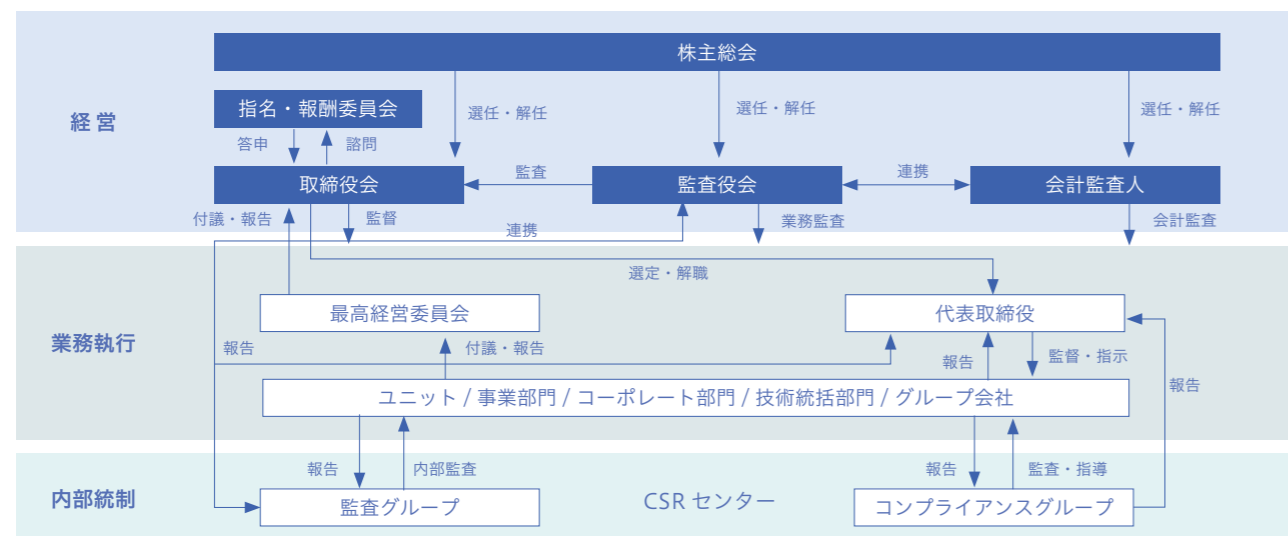 株主総会
経営
指名・報酬委員会
選任・解任
選任・解任
選任・解任
答申
諮問
取締役会
監査
監査役会
連携
会計監査人
付議・報告
監督
連携
業務監査
会計監査
選定・解職
業務執行
最高経営委員会
代表取締役
報告
付議・報告
報告
監督・指示
報告
ユニット / 事業部門 / コーポレート部門 / 技術統括部門 / グループ会社
報告
内部監査
報告
監査・指導
内部統制
監査グループ
CSR センター
コンプライアンスグループ